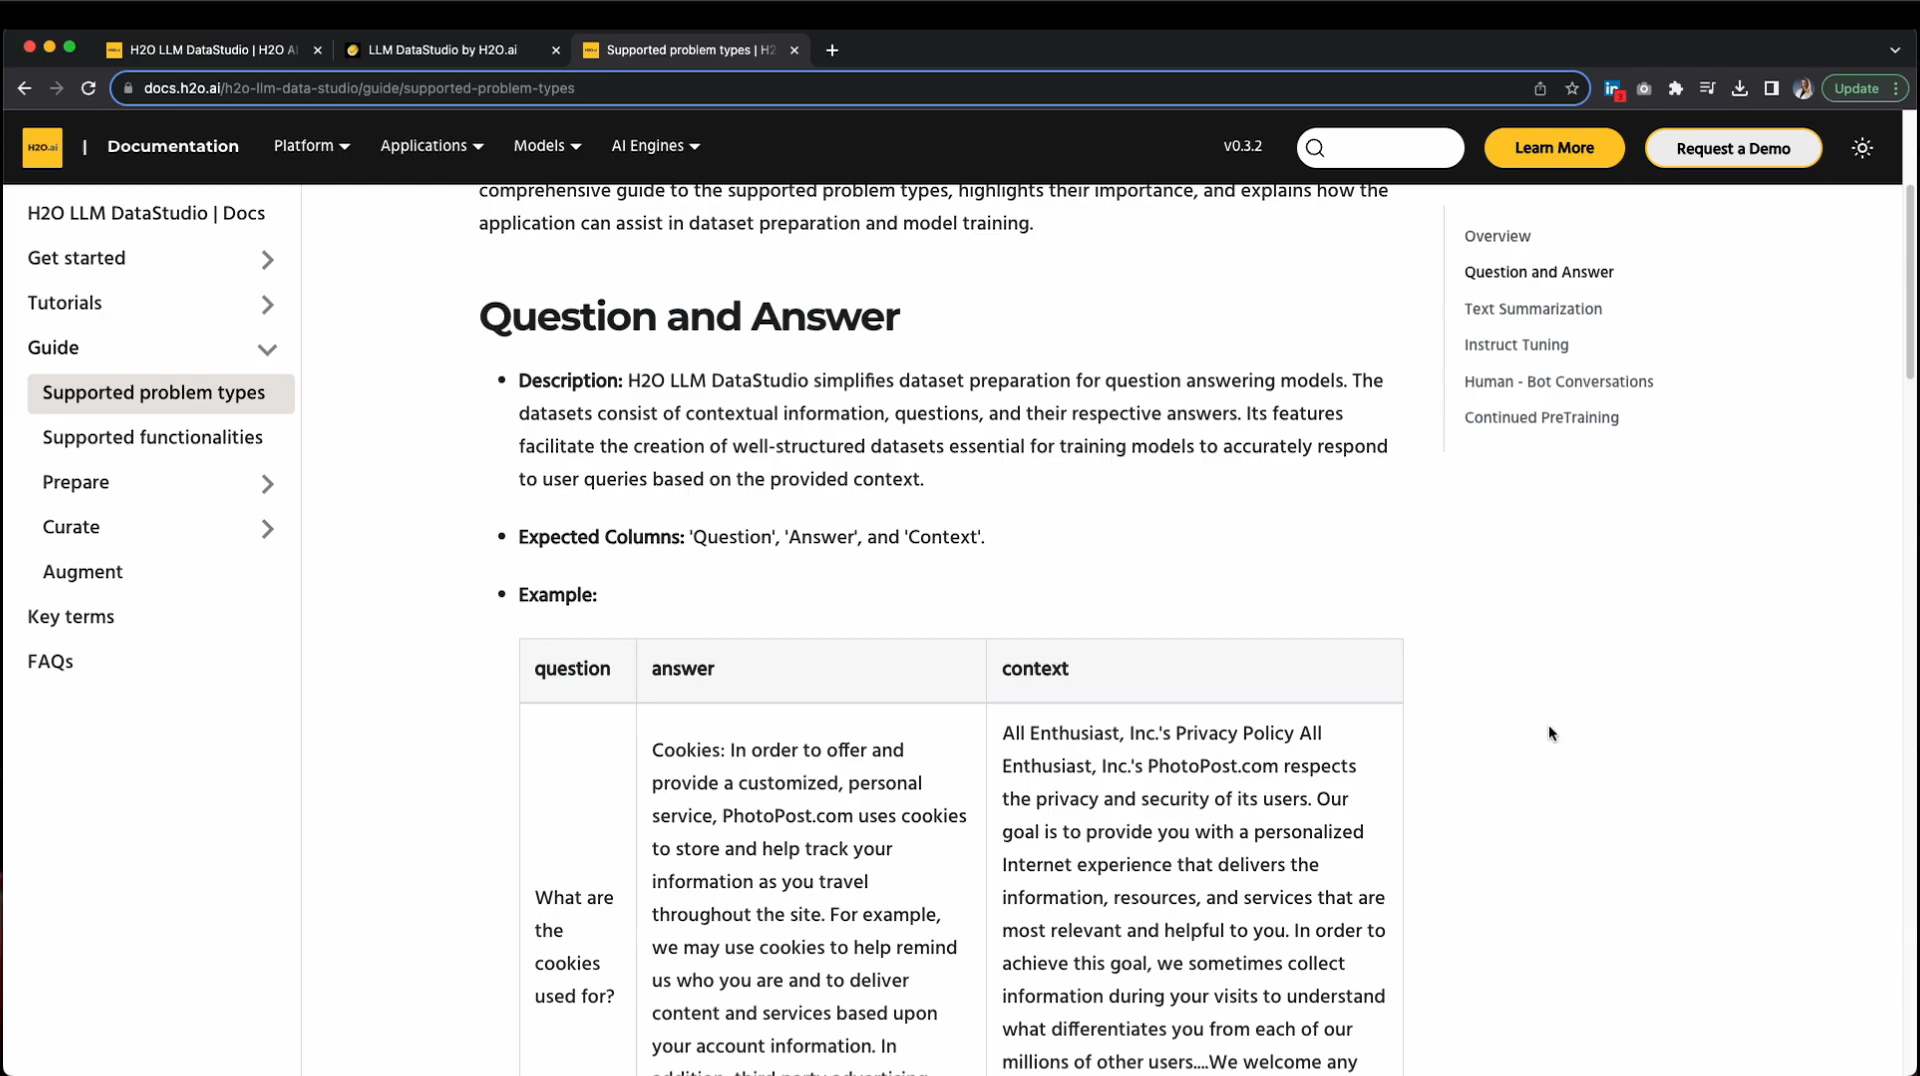 H2O LLM DataStudio | H2O AI
LLM DataStudio by H2O.ai
Supported problem types | H2
docs.h2o.ai/h2o-llm-data-studio/guide/supported-problem-types
Update
H2O.ai
|
Documentation
Platform
Applications
Models
AI Engines
v0.3.2
Learn More
Request a Demo
H2O LLM DataStudio | Docs
Get started
Tutorials
Guide
Supported problem types
Supported functionalities
Prepare
Curate
Augment
Key terms
FAQs
comprehensive guide to the supported problem types, highlights their importance, and explains how the
application can assist in dataset preparation and model training.
Question and Answer
• Description: H2O LLM DataStudio simplifies dataset preparation for question answering models. The
datasets consist of contextual information, questions, and their respective answers. Its features
facilitate the creation of well-structured datasets essential for training models to accurately respond
to user queries based on the provided context.
• Expected Columns: 'Question', 'Answer', and 'Context'.
• Example:
question
answer
context
What are
the
cookies
used for?
Cookies: In order to offer and
provide a customized, personal
service, PhotoPost.com uses cookies
to store and help track your
information as you travel
throughout the site. For example,
we may use cookies to help remind
us who you are and to deliver
content and services based upon
your account information. In
addition, third party advertising
All Enthusiast, Inc.'s Privacy Policy All
Enthusiast, Inc.'s PhotoPost.com respects
the privacy and security of its users. Our
goal is to provide you with a personalized
Internet experience that delivers the
information, resources, and services that are
most relevant and helpful to you. In order to
achieve this goal, we sometimes collect
information during your visits to understand
what differentiates you from each of our
millions of other users....We welcome any
Overview
Question and Answer
Text Summarization
Instruct Tuning
Human - Bot Conversations
Continued PreTraining